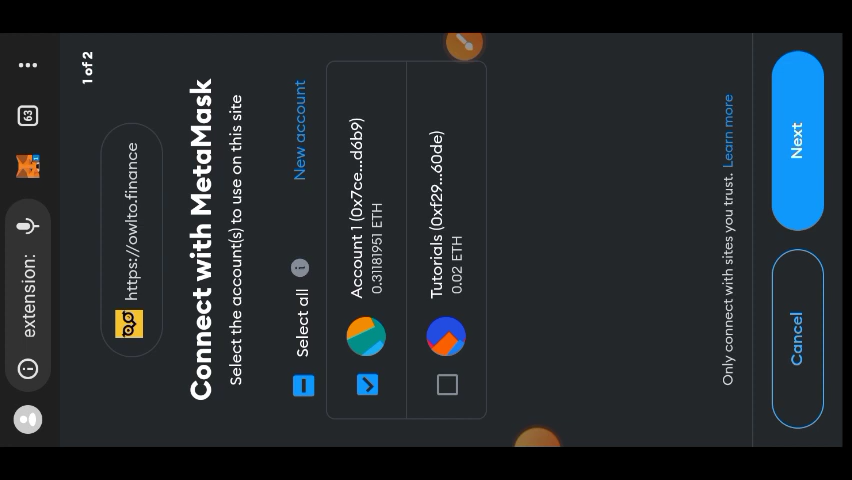 extension:
63
1 of 2
https://owlto.finance
Connect with MetaMask
Select the account(s) to use on this site
Select all
New account
Account 1 (0x7ce...d6b9)
0.31181951 ETH
Tutorials (0xf29...60de)
0.02 ETH
Only connect with sites you trust. Learn more
Cancel
Next